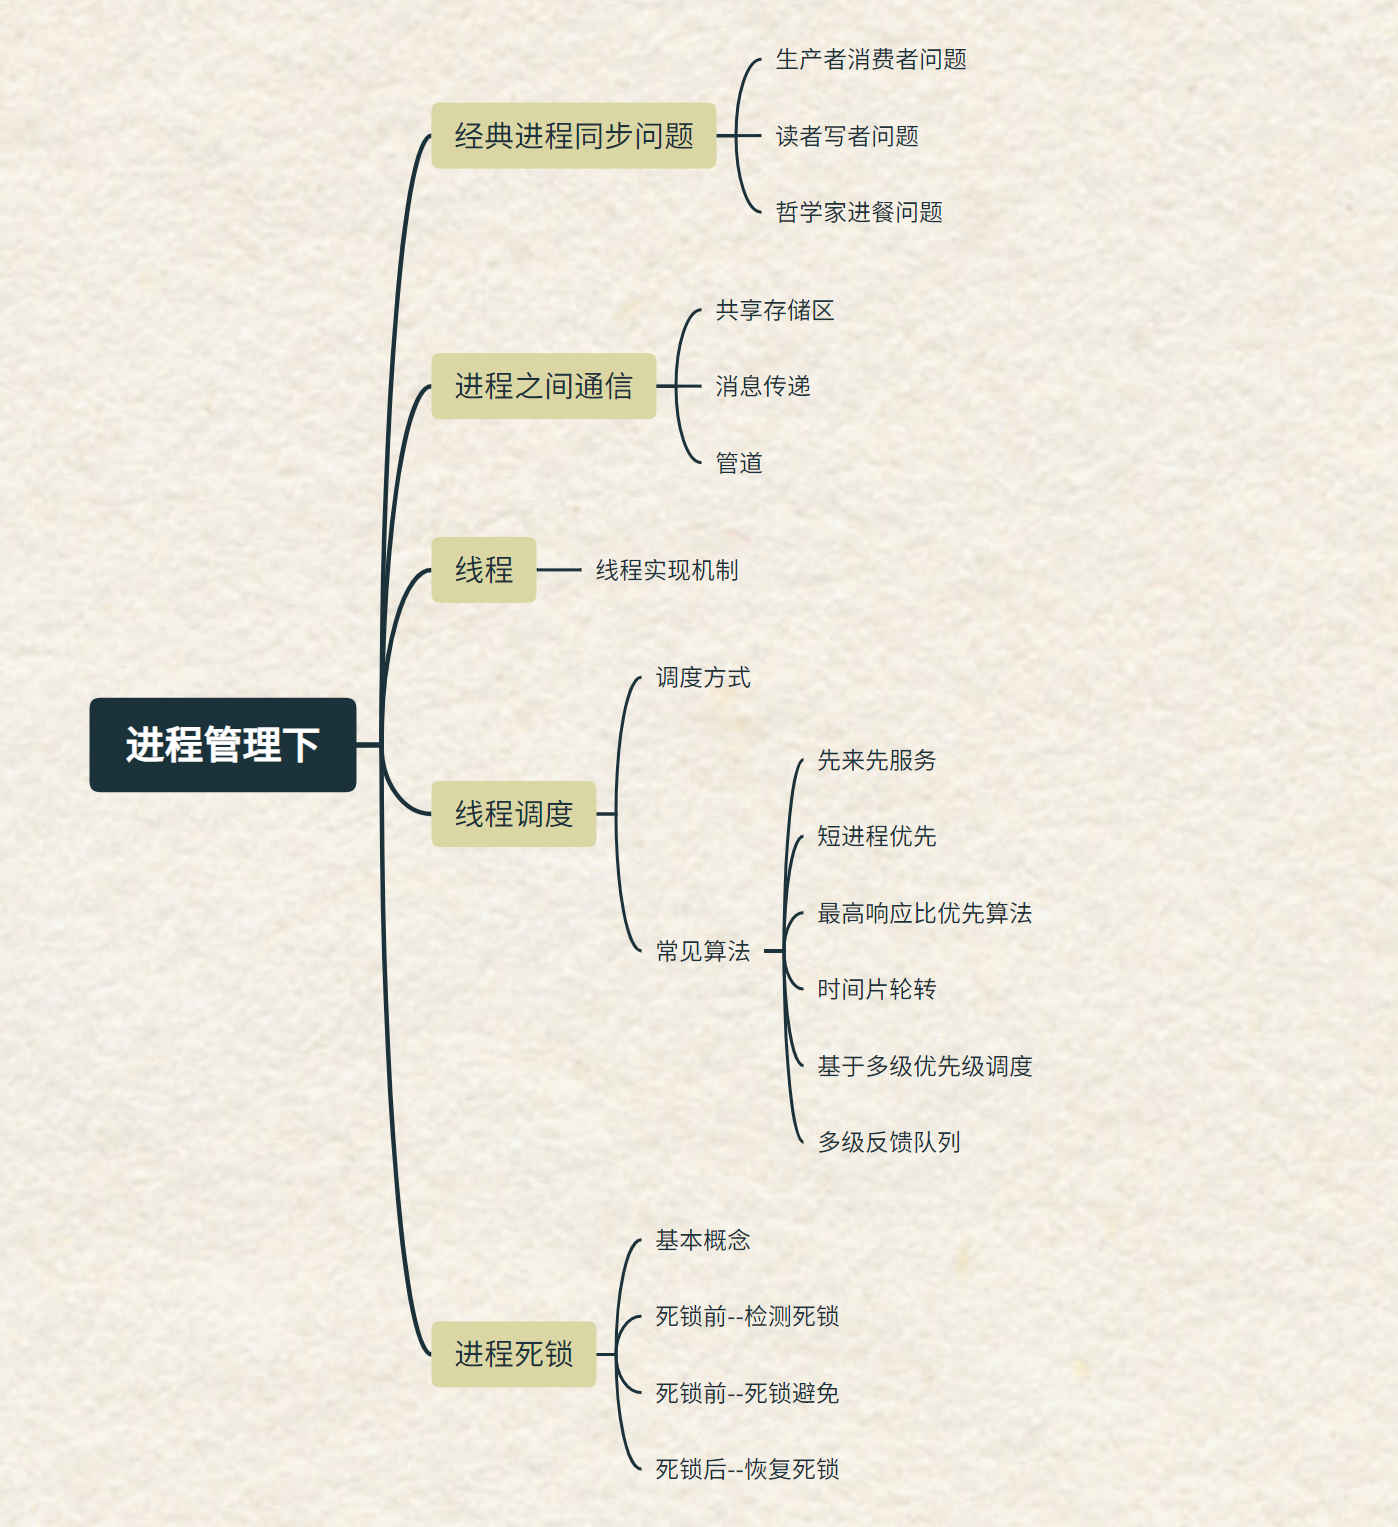 进程管理下
经典进程同步问题
生产者消费者问题
读者写者问题
哲学家进餐问题
进程之间通信
共享存储区
消息传递
管道
线程
线程实现机制
线程调度
调度方式
常见算法
先来先服务
短进程优先
最高响应比优先算法
时间片轮转
基于多级优先级调度
多级反馈队列
进程死锁
基本概念
死锁前--检测死锁
死锁前--死锁避免
死锁后--恢复死锁